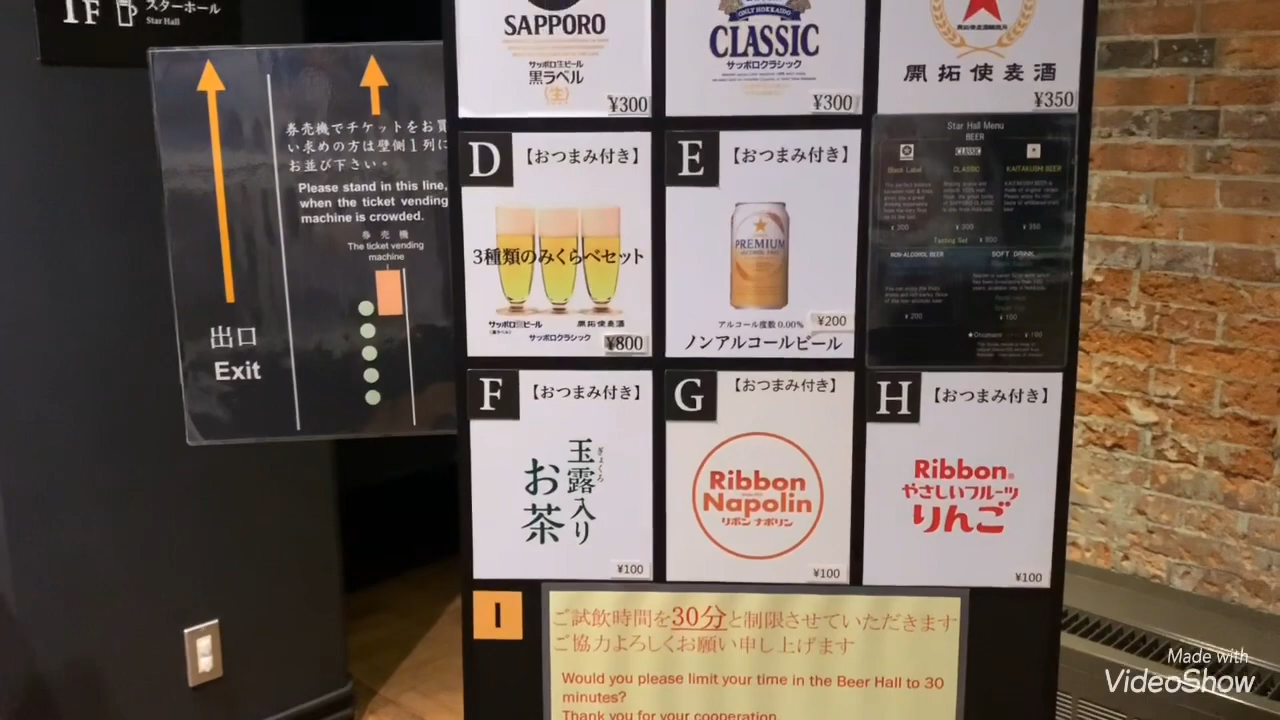 1F
スターホール
Star Hall
券売機でチケットをお買
い求めの方は壁側1列に
お並び下さい。
Please stand in this line,
when the ticket vending
machine is crowded.
券売機
The ticket vending
machine
出口
Exit
SAPPORO
サッポロ生ビール
黒ラベル
(生)
¥300
ONLY HOKKAIDO
CLASSIC
サッポロクラシック
¥300
開拓使麦酒
¥350
D
【おつまみ付き】
3種類のみくらべセット
サッポロ生ビール
開拓使麦酒
サッポロクラシック
¥800
E
【おつまみ付き】
PREMIUM
ALCOHOL FREE
アルコール度数0.00%
¥200
ノンアルコールビール
Star Hall Menu
BEER
CLASSIC
Black Label
CLASSIC
KAITAKUSHI BEER
¥ 300
¥ 300
¥ 350
Tasting Set ¥ 800
NON-ALCOHOL BEER
SOFT DRINK
¥ 200
¥ 100
F
【おつまみ付き】
玉露入り
ぎょくろ
お茶
¥100
G
【おつまみ付き】
Ribbon
Napolin
リボン ナポリン
¥100
H
【おつまみ付き】
Ribbon®
やさしいフルーツ
りんご
¥100
I
ご試飲時間を30分と制限させていただきます
ご協力よろしくお願い申し上げます
Would you please limit your time in the Beer Hall to 30
minutes?
Thank you for your cooperation.
Made with
VideoShow